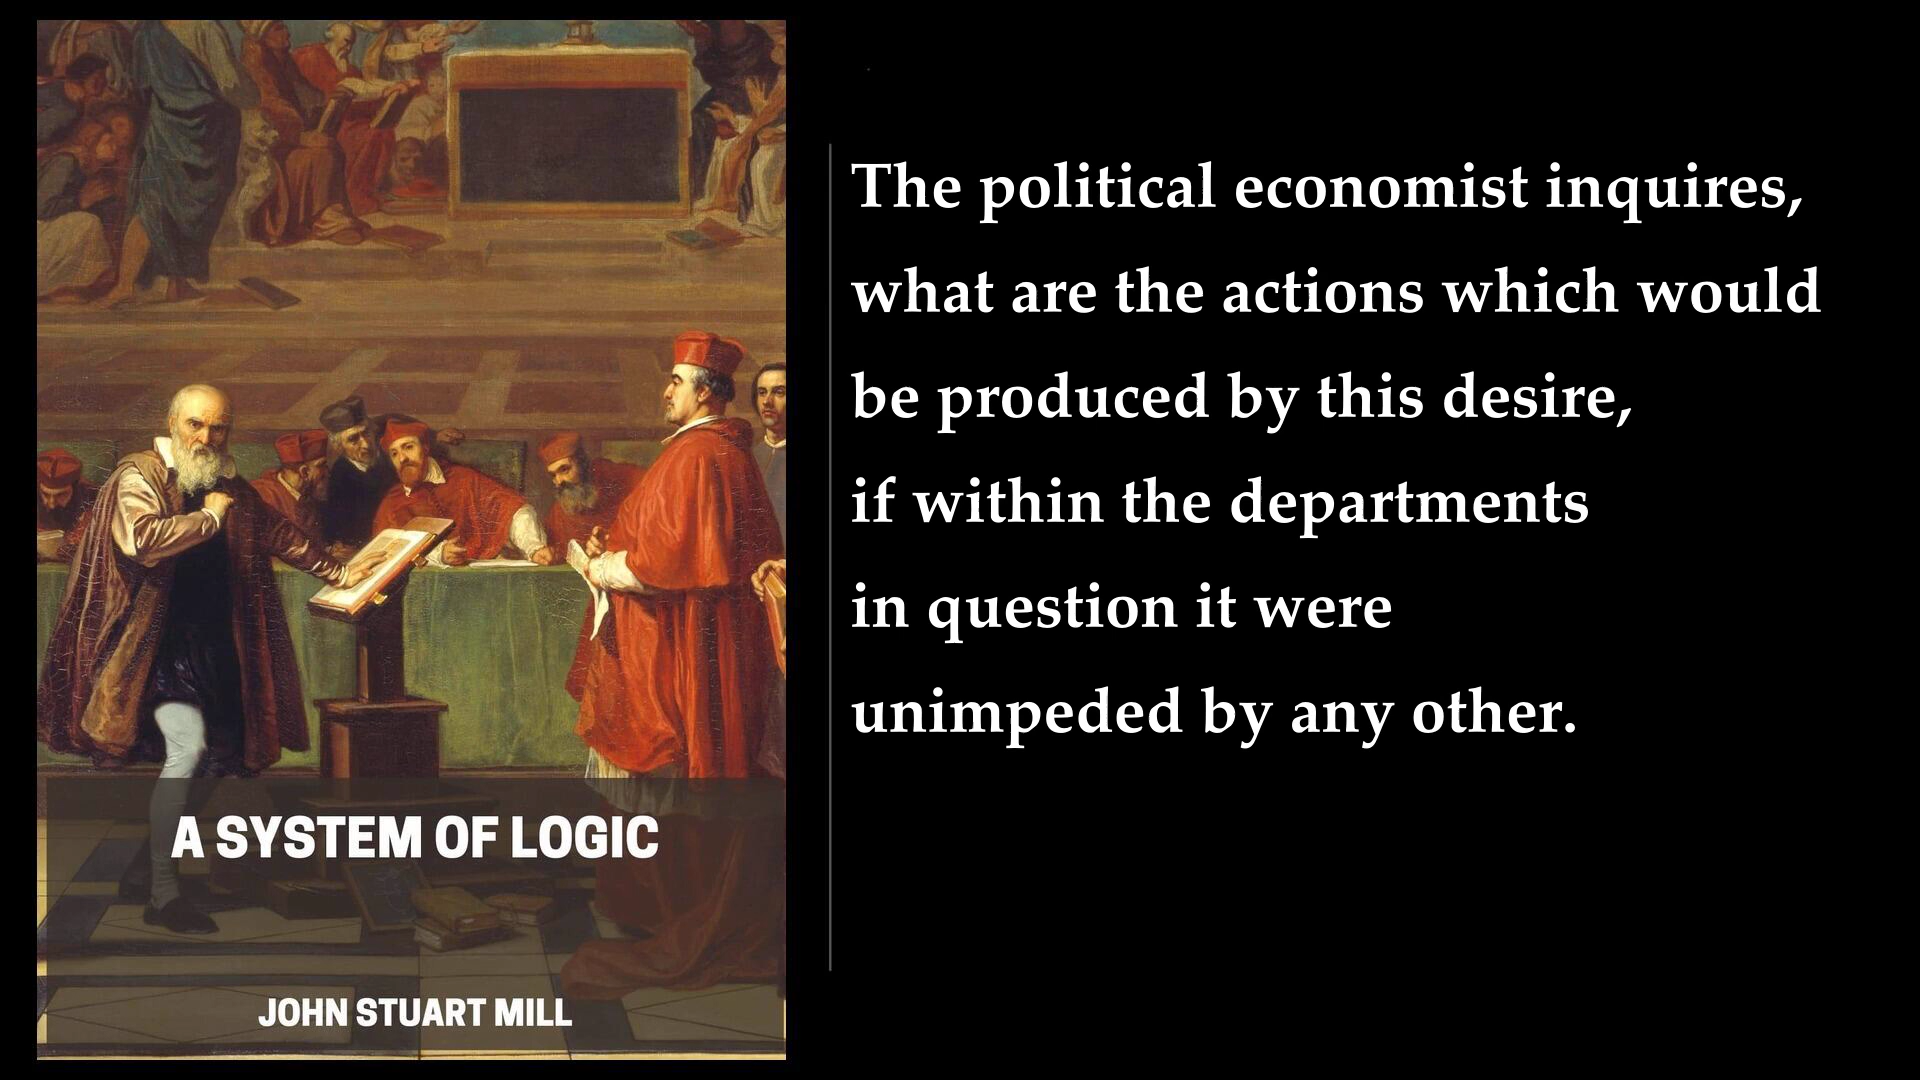 A SYSTEM OF LOGIC
JOHN STUART MILL
The political economist inquires,
what are the actions which would
be produced by this desire,
if within the departments
in question it were
unimpeded by any other.